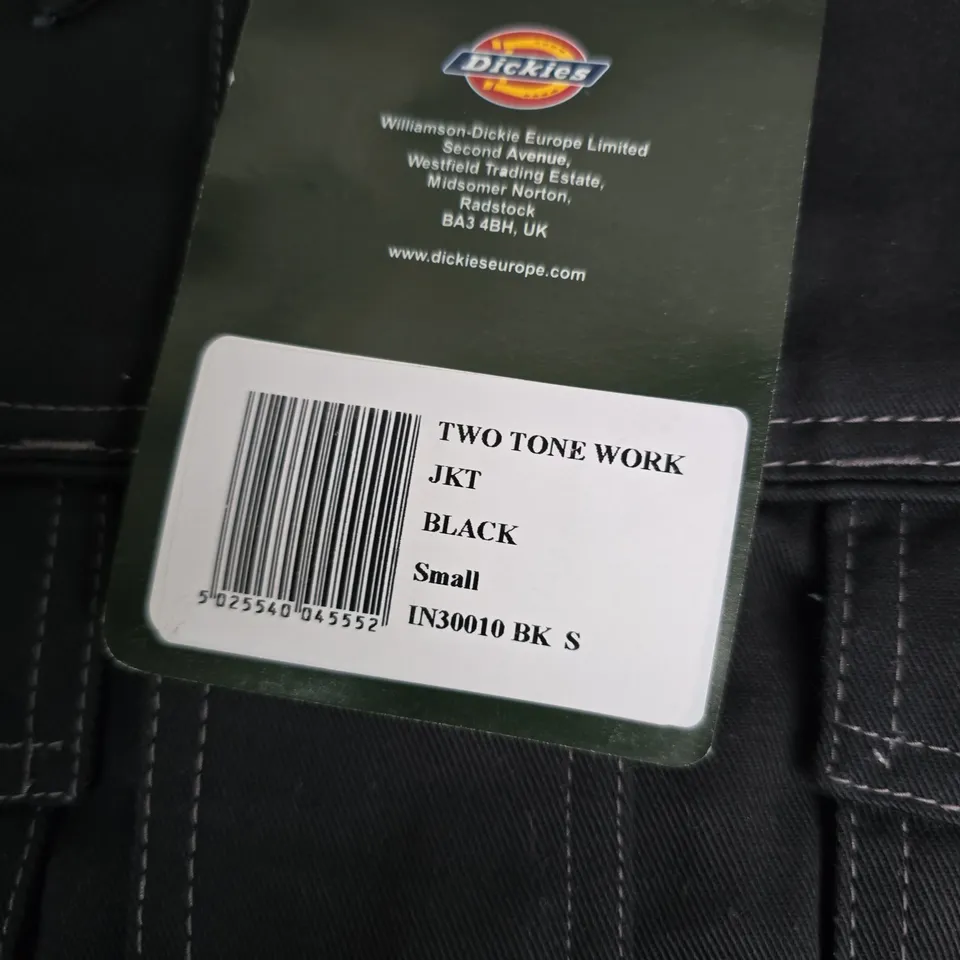 Dickies
Williamson-Dickie Europe Limited
Second Avenue,
Westfield Trading Estate,
Midsomer Norton,
Radstock
BA3 4BH, UK
www.dickieseurope.com
TWO TONE WORK
JKT
BLACK
Small
IN30010 BK S
5 025540 045552